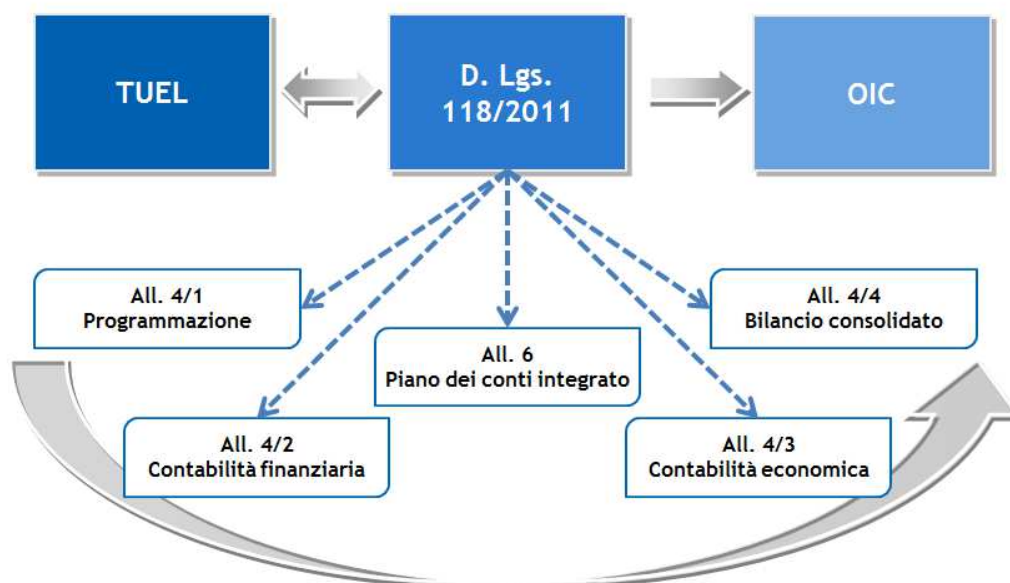 TUEL
D. Lgs.
118/2011
OIC
All. 4/1
Programmazione
All. 4/4
Bilancio consolidato
All. 6
Piano dei conti integrato
All. 4/2
Contabilità finanziaria
All. 4/3
Contabilità economica